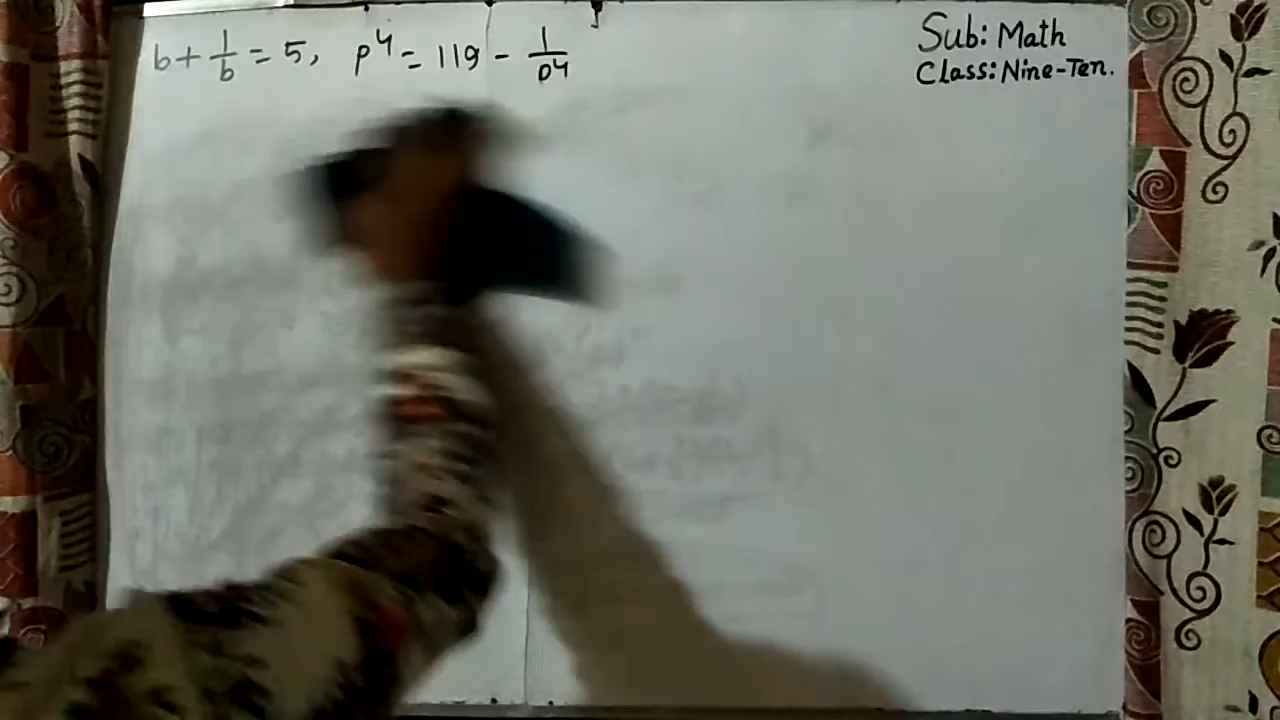 b + 1/b = 5, p⁴ = 119 - 1/p⁴
Sub: Math
Class: Nine-Ten.